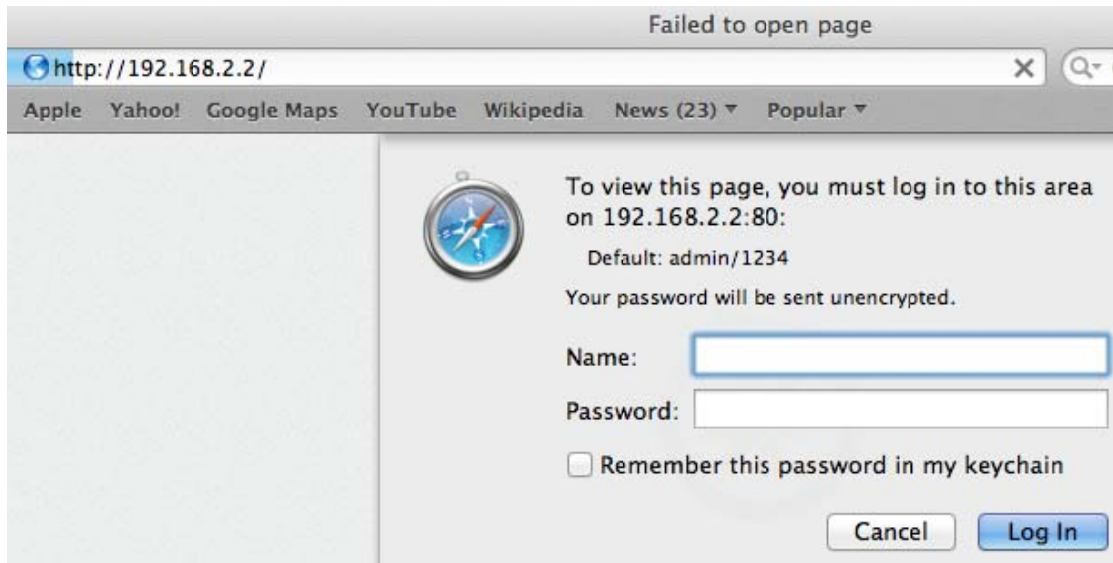 Failed to open page
http://192.168.2.2/
Apple Yahoo! Google Maps YouTube Wikipedia News (23) ▾ Popular ▾
To view this page, you must log in to this area
on 192.168.2.2:80:
Default: admin/1234
Your password will be sent unencrypted.
Name:
Password:
Remember this password in my keychain
Cancel Log In